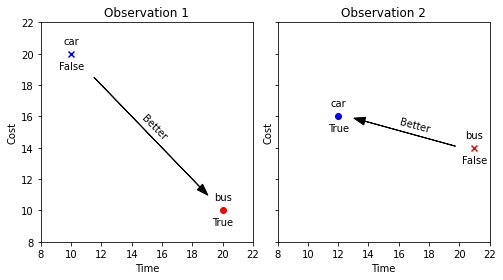 Observation 1
22
20
18
16
14
12
10
8
Cost
car
False
Better
bus
True
8
10
12
14
16
18
20
22
Time
Observation 2
Cost
car
True
Better
bus
False
8
10
12
14
16
18
20
22
Time